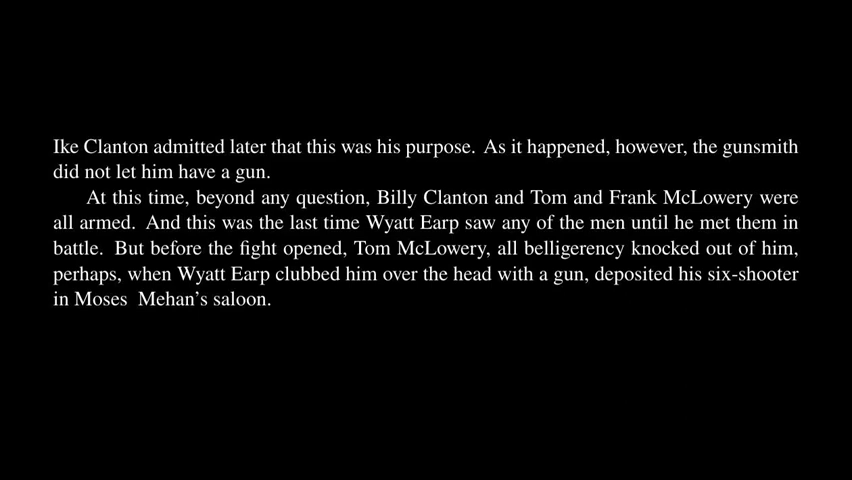 Ike Clanton admitted later that this was his purpose. As it happened, however, the gunsmith
did not let him have a gun.
At this time, beyond any question, Billy Clanton and Tom and Frank McLowery were
all armed. And this was the last time Wyatt Earp saw any of the men until he met them in
battle. But before the fight opened, Tom McLowery, all belligerency knocked out of him,
perhaps, when Wyatt Earp clubbed him over the head with a gun, deposited his six-shooter
in Moses Mehan’s saloon.